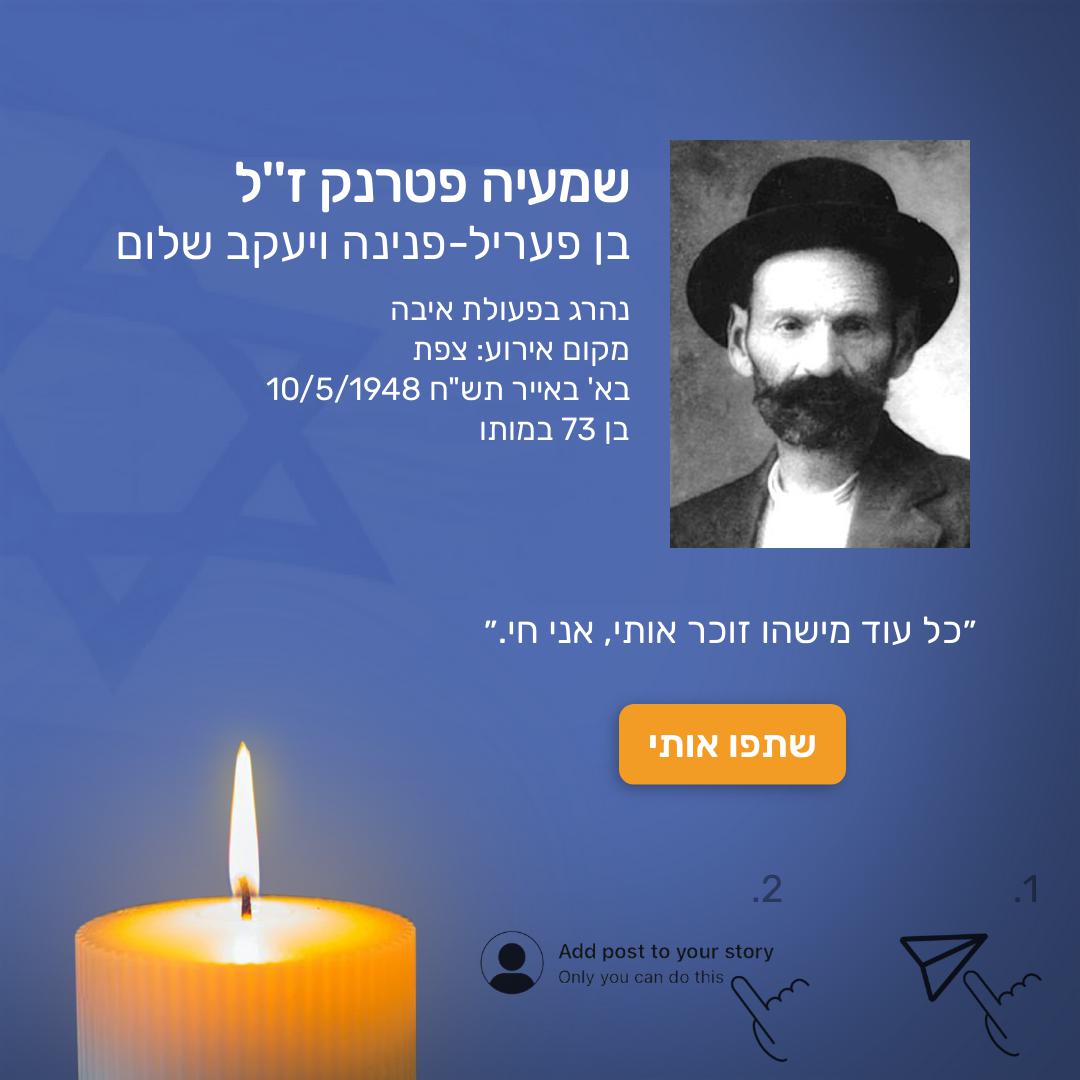 שמעיה פטרנק ז"ל
בן פעריל-פנינה ויעקב שלום
נהרג בפעולת איבה
מקום אירוע: צפת
בא' באייר תש"ח 10/5/1948
בן 73 במותו
״כל עוד מישהו זוכר אותי, אני חי.״
שתפו אותי
.1
.2
Add post to your story
Only you can do this